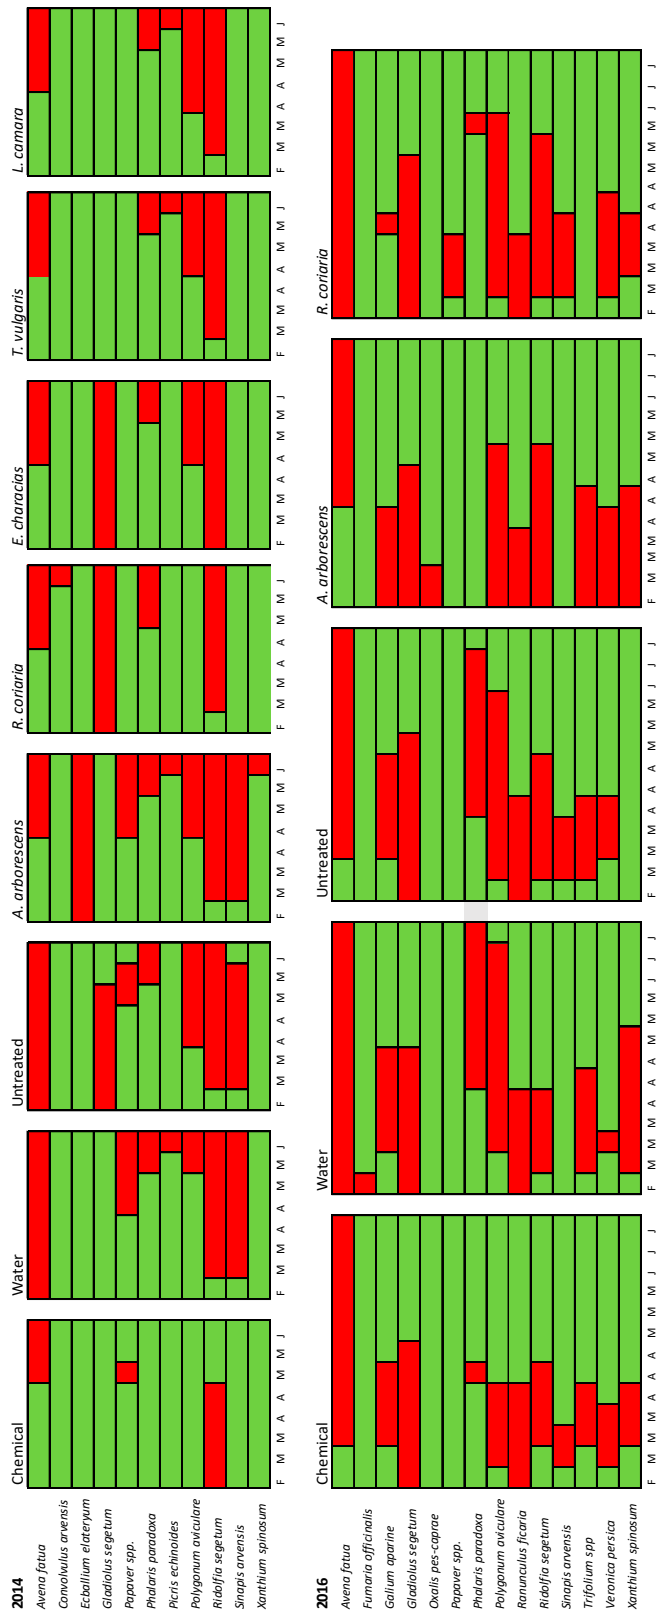 2014
Chemical
Water
Untreated
A. arborescens
R. coriaria
E. characias
T. vulgaris
L. camara
Avena fatua
Convolvulus arvensis
Ecballium elateryum
Gladiolus segetum
Papaver spp.
Phalaris paradoxa
Picris echinoides
Polygonum aviculare
Ridolfia segetum
Sinapis arvensis
Xanthium spinosum
F M M A A M M J
F M M A A M M J
F M M A A M M J
F M M A A M M J
F M M A A M M J
F M M A A M M J
F M M A A M M J
F M M A A M M J
2016
Chemical
Water
Untreated
A. arborescens
R. coriaria
Avena fatua
Fumaria officinalis
Galium aparine
Gladiolus segetum
Oxalis pes-caprae
Papaver spp.
Phdaris paradoxa
Polygonum aviculare
Ranunculus ficaria
Ridolfia segetum
Sinapis arvensis
Trifolium spp
Veronica persica
Xanthium spinosum
F M M M A A A M M M J J J
F M M M A A A M M M J J J
F M M M A A A M M M J J J
F M M M A A A M M M J J J
F M M M A A A M M M J J J